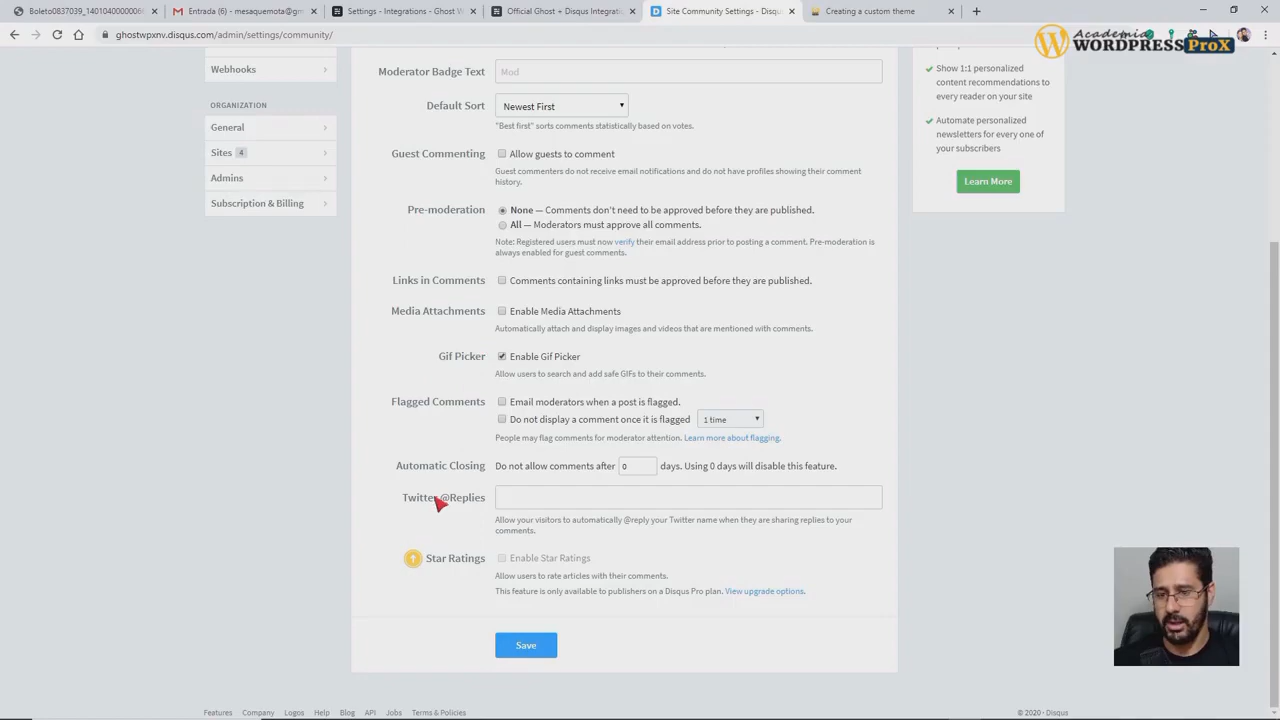 Boleto0837039_14010400000060
Entrada (6) - mesaquemota@gm
Settings - Integrations - Ghost W
Official Ghost + Disqus Integratio
Site Community Settings - Disqus
Creating a custom theme
ghostwpxnv.disqus.com/admin/settings/community/
Academia
WORDPRESS ProX
Webhooks
ORGANIZATION
General
Sites 4
Admins
Subscription & Billing
Moderator Badge Text
Mod
Default Sort
Newest First
"Best first" sorts comments statistically based on votes.
Guest Commenting
Allow guests to comment
Guest commenters do not receive email notifications and do not have profiles showing their comment
history.
Pre-moderation
None — Comments don't need to be approved before they are published.
All — Moderators must approve all comments.
Note: Registered users must now verify their email address prior to posting a comment. Pre-moderation is
always enabled for guest comments.
Links in Comments
Comments containing links must be approved before they are published.
Media Attachments
Enable Media Attachments
Automatically attach and display images and videos that are mentioned with comments.
Gif Picker
Enable Gif Picker
Allow users to search and add safe GIFs to their comments.
Flagged Comments
Email moderators when a post is flagged.
Do not display a comment once it is flagged 1 time
People may flag comments for moderator attention. Learn more about flagging.
Automatic Closing
Do not allow comments after 0 days. Using 0 days will disable this feature.
Twitter @Replies
Allow your visitors to automatically @reply your Twitter name when they are sharing replies to your
comments.
Star Ratings
Enable Star Ratings
Allow users to rate articles with their comments.
This feature is only available to publishers on a Disqus Pro plan. View upgrade options.
Save
Show 1:1 personalized
content recommendations to
every reader on your site
Automate personalized
newsletters for every one of
your subscribers
Learn More
Features Company Logos Help Blog API Jobs Terms & Policies
© 2020 - Disqus